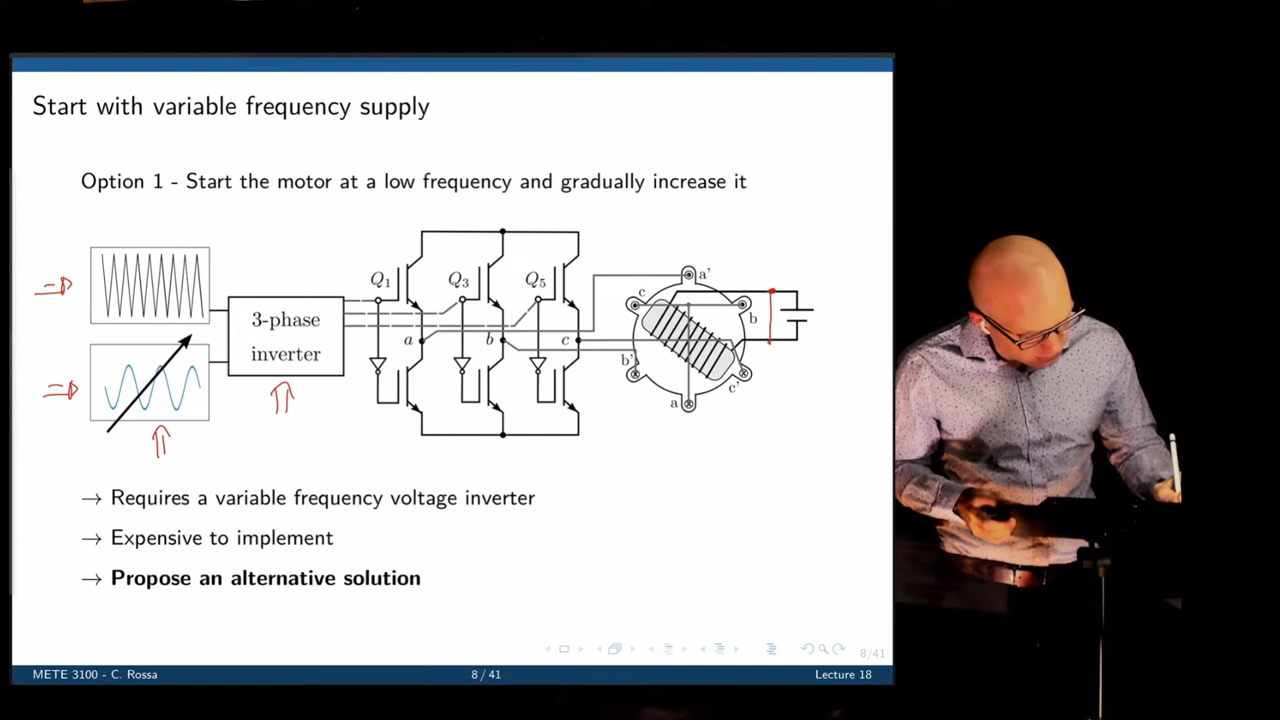 Start with variable frequency supply
Option 1 - Start the motor at a low frequency and gradually increase it
3-phase
inverter
Q1
Q3
Q5
a
b
c
a'
c
b
b'
c'
a
→ Requires a variable frequency voltage inverter
→ Expensive to implement
→ Propose an alternative solution
8/41
METE 3100 - C. Rossa
8 / 41
Lecture 18